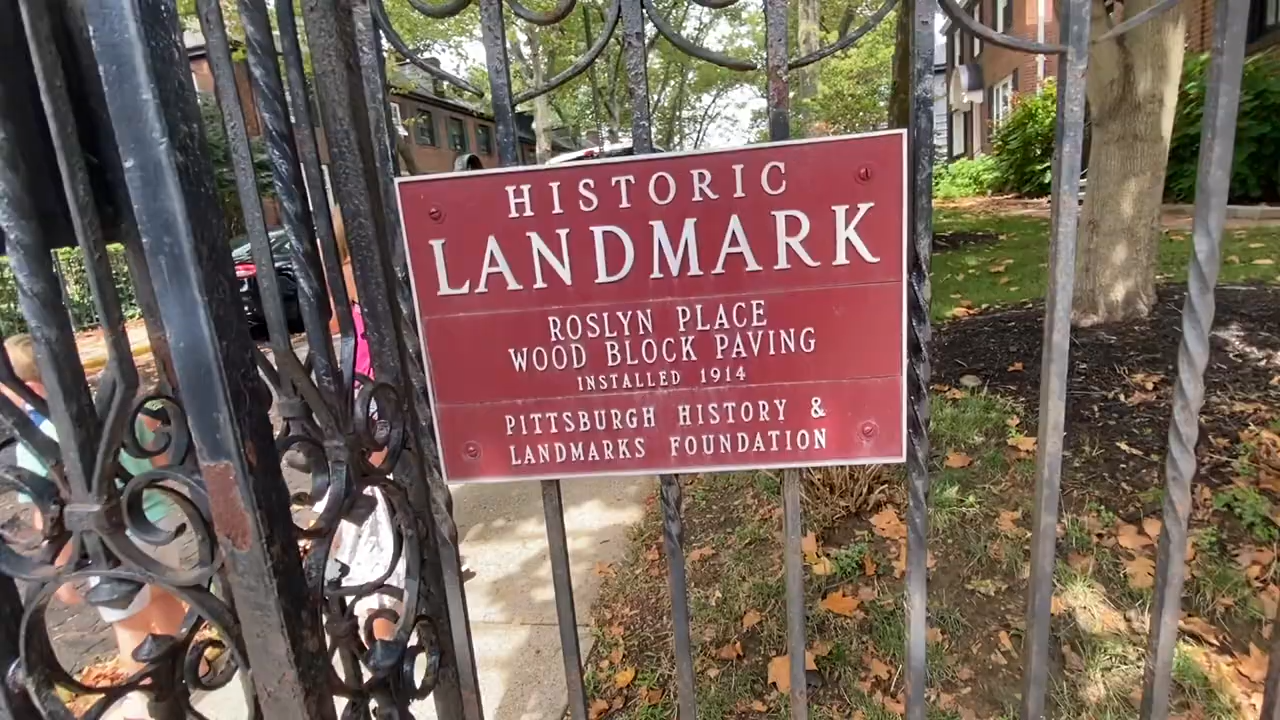 HISTORIC
LANDMARK
ROSLYN PLACE
WOOD BLOCK PAVING
INSTALLED 1914
PITTSBURGH HISTORY &
LANDMARKS FOUNDATION